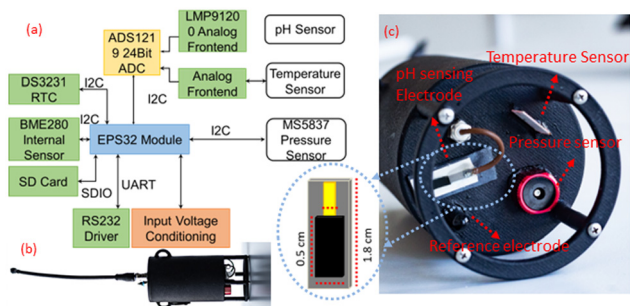 (a)
LMP9120
0 Analog
Frontend
pH Sensor
ADS121
9 24Bit
ADC
Analog
Frontend
Temperature
Sensor
DS3231
RTC
I2C
I2C
BME280
Internal
Sensor
I2C
EPS32 Module
I2C
MS5837
Pressure
Sensor
SD Card
SDIO
UART
RS232
Driver
Input Voltage
Conditioning
(b)
0.5 cm
1.8 cm
(c)
Temperature Sensor
pH sensing
Electrode
Pressure sensor
Reference electrode